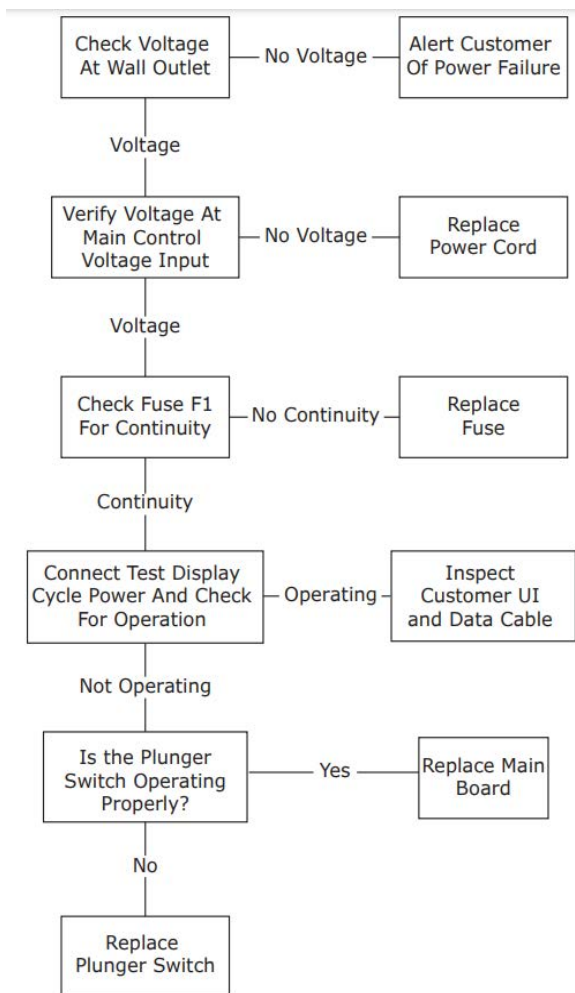 Check Voltage
At Wall Outlet
No Voltage
Alert Customer
Of Power Failure
Voltage
Verify Voltage At
Main Control
Voltage Input
No Voltage
Replace
Power Cord
Voltage
Check Fuse F1
For Continuity
No Continuity
Replace
Fuse
Continuity
Connect Test Display
Cycle Power And Check
For Operation
Operating
Inspect
Customer UI
and Data Cable
Not Operating
Is the Plunger
Switch Operating
Properly?
Yes
Replace Main
Board
No
Replace
Plunger Switch